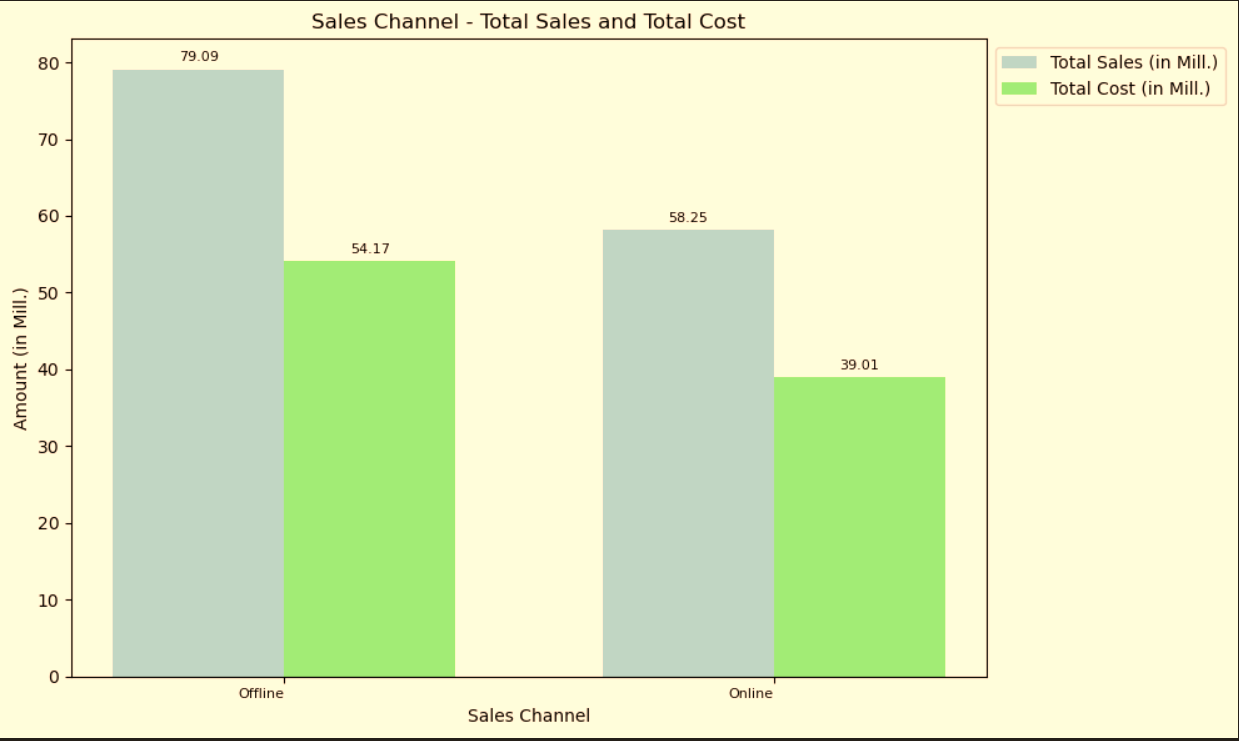 Sales Channel - Total Sales and Total Cost
Total Sales (in Mill.)
Total Cost (in Mill.)
Amount (in Mill.)
80
70
60
50
40
30
20
10
0
79.09
54.17
58.25
39.01
Offline
Online
Sales Channel